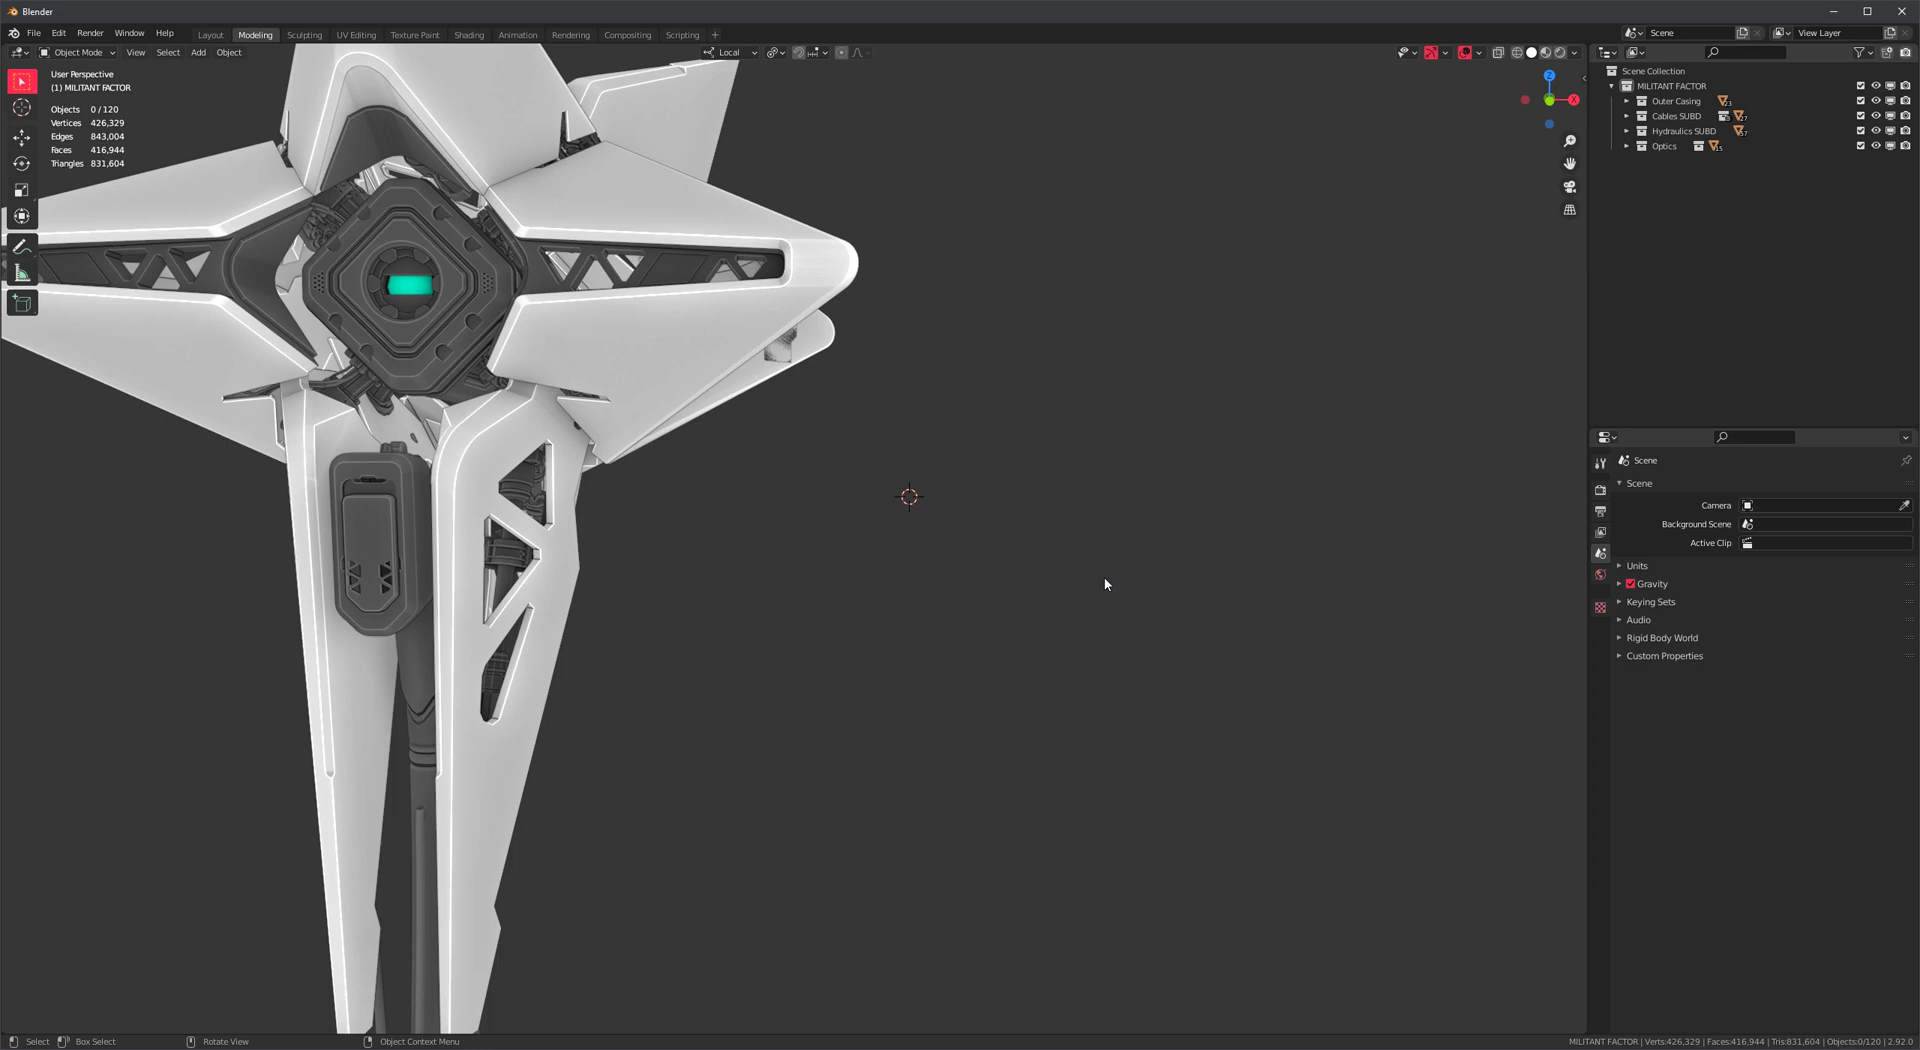 Blender
File Edit Render Window Help Layout Modeling Sculpting UV Editing Texture Paint Shading Animation Rendering Compositing Scripting + Scene View Layer
Object Mode View Select Add Object Local
User Perspective
(1) MILITANT FACTOR
Objects 0 / 120
Vertices 426,329
Edges 843,004
Faces 416,944
Triangles 831,604
Z
X
Scene Collection
MILITANT FACTOR
Outer Casing 23
Cables SUBD 27
Hydraulics SUBD 57
Optics 15
Scene
Scene
Camera
Background Scene
Active Clip
Units
Gravity
Keying Sets
Audio
Rigid Body World
Custom Properties
Select Box Select Rotate View Object Context Menu MILITANT FACTOR | Verts:426,329 | Faces:416,944 | Tris:831,604 | Objects:0/120 | 2.92.0